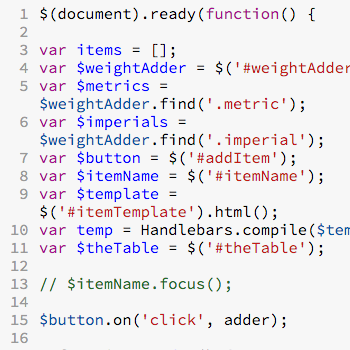 1 $(document).ready(function() {
2
3 var items = [];
4 var $weightAdder = $('#weightAdder
5 var $metrics =
$weightAdder.find('.metric');
6 var $imperials =
$weightAdder.find('.imperial');
7 var $button = $('#addItem');
8 var $itemName = $('#itemName');
9 var $template =
$('#itemTemplate').html();
10 var temp = Handlebars.compile($tem
11 var $theTable = $('#theTable');
12
13 // $itemName.focus();
14
15 $button.on('click', adder);
16